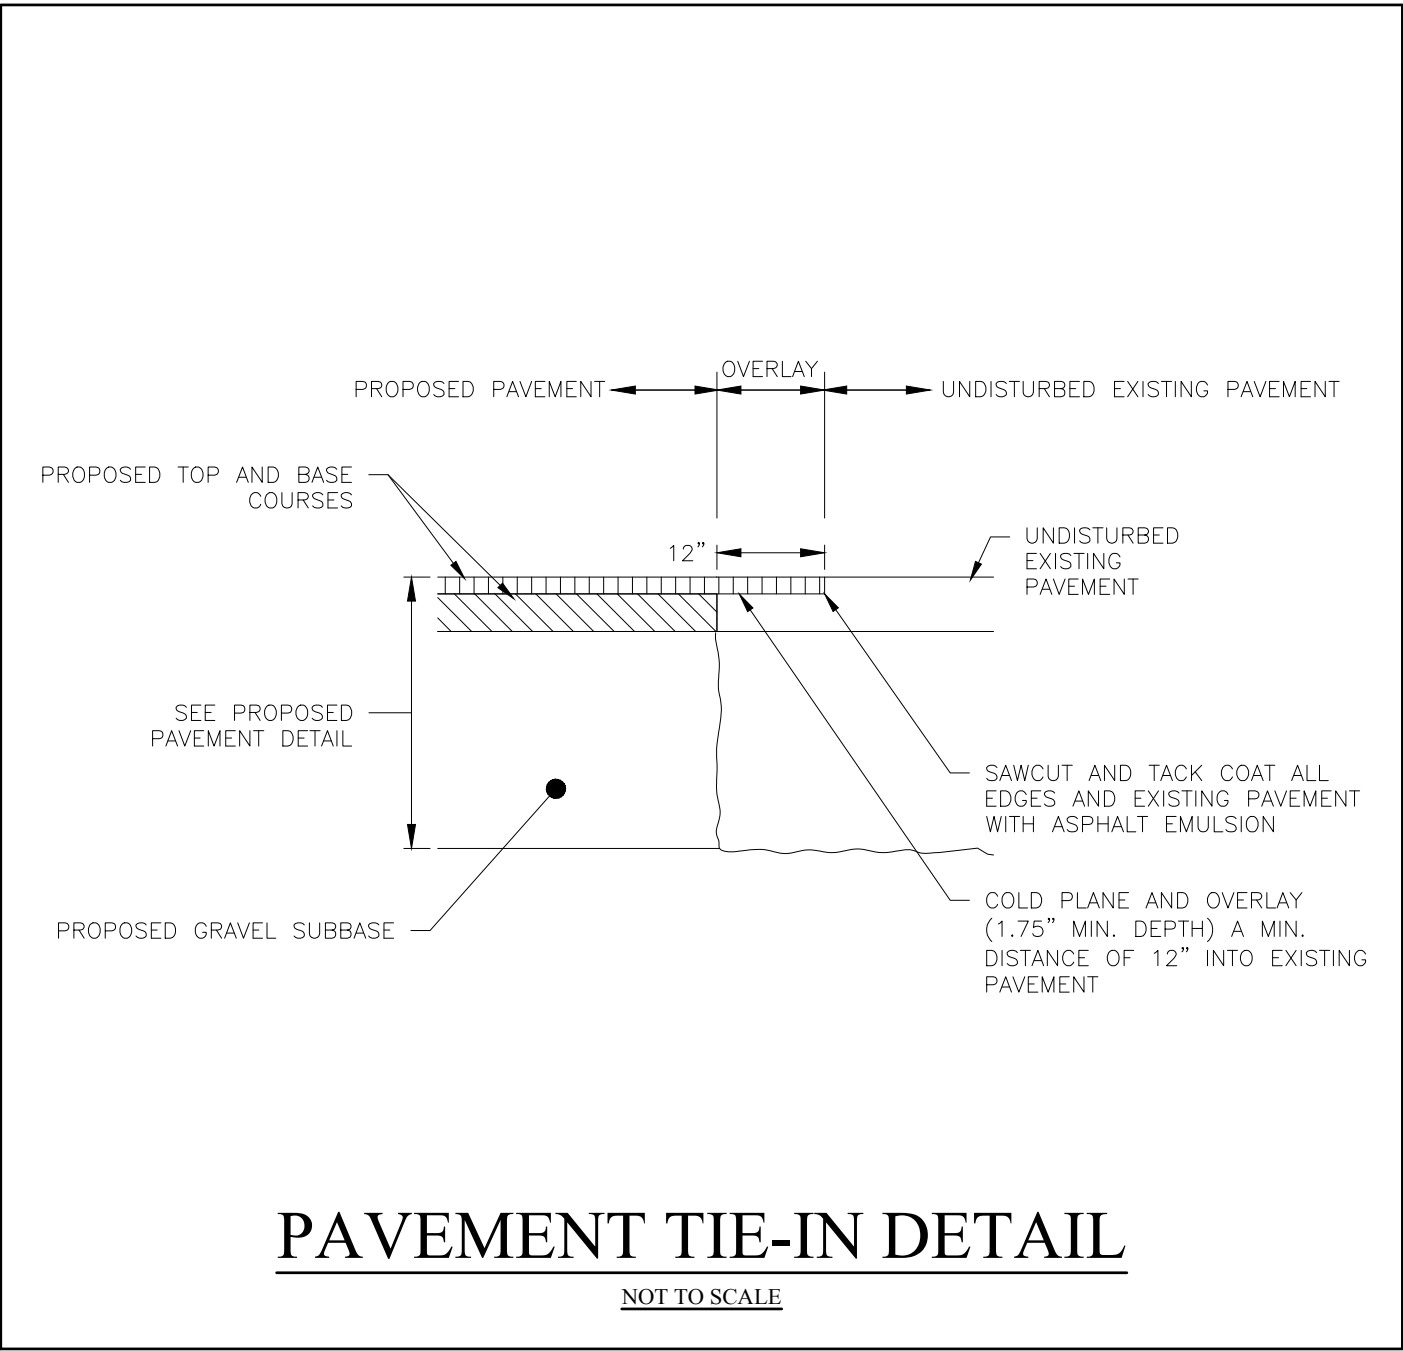 OVERLAY
PROPOSED PAVEMENT
UNDISTURBED EXISTING PAVEMENT
PROPOSED TOP AND BASE
COURSES
12”
UNDISTURBED
EXISTING
PAVEMENT
SEE PROPOSED
PAVEMENT DETAIL
SAWCUT AND TACK COAT ALL
EDGES AND EXISTING PAVEMENT
WITH ASPHALT EMULSION
PROPOSED GRAVEL SUBBASE
COLD PLANE AND OVERLAY
(1.75” MIN. DEPTH) A MIN.
DISTANCE OF 12” INTO EXISTING
PAVEMENT
PAVEMENT TIE-IN DETAIL
NOT TO SCALE